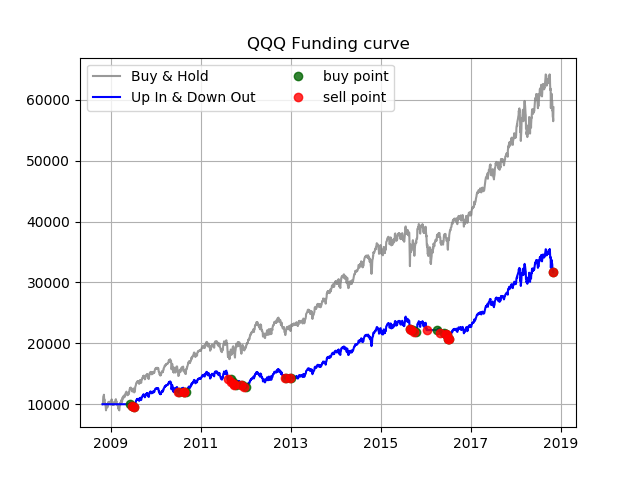 QQQ Funding curve
Buy & Hold
Up In & Down Out
buy point
sell point
60000
50000
40000
30000
20000
10000
2009 2011 2013 2015 2017 2019